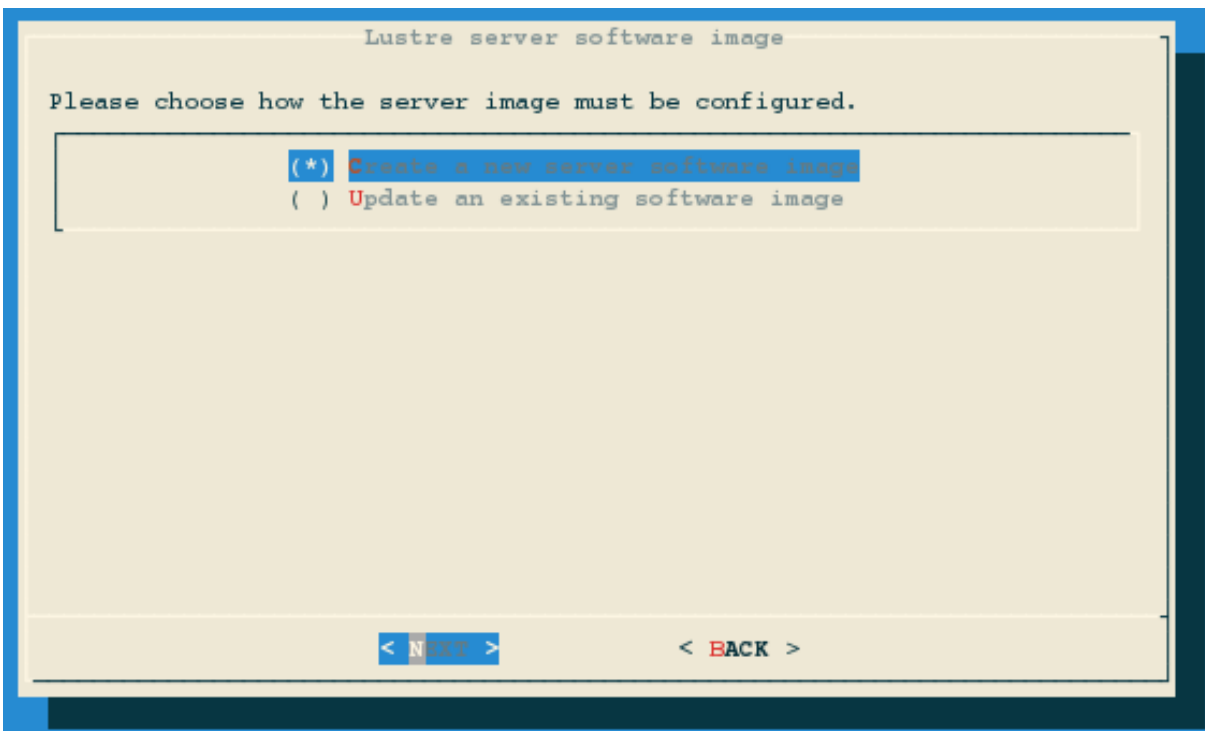 Lustre server software image
Please choose how the server image must be configured.
(*) Create a new server software image
( ) Update an existing software image
< NEXT > < BACK >